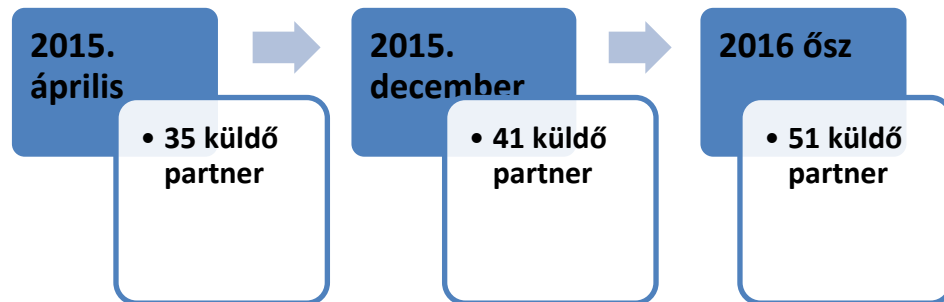 2015.
április
• 35 küldő
partner
2015.
december
• 41 küldő
partner
2016 ősz
• 51 küldő
partner